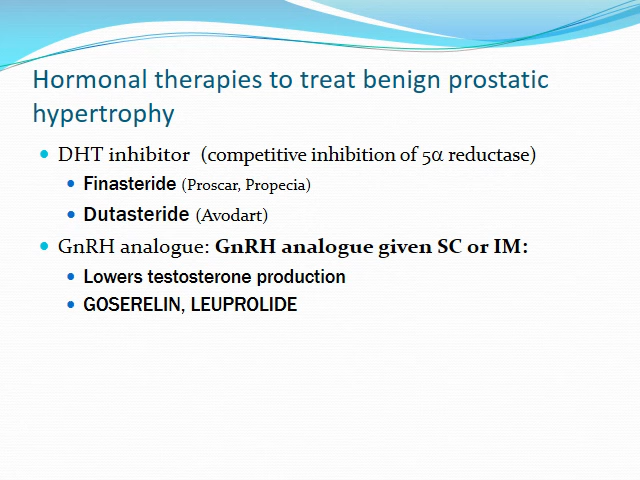 Hormonal therapies to treat benign prostatic
hypertrophy
DHT inhibitor (competitive inhibition of 5α reductase)
Finasteride (Proscar, Propecia)
Dutasteride (Avodart)
GnRH analogue: GnRH analogue given SC or IM:
Lowers testosterone production
GOSERELIN, LEUPROLIDE